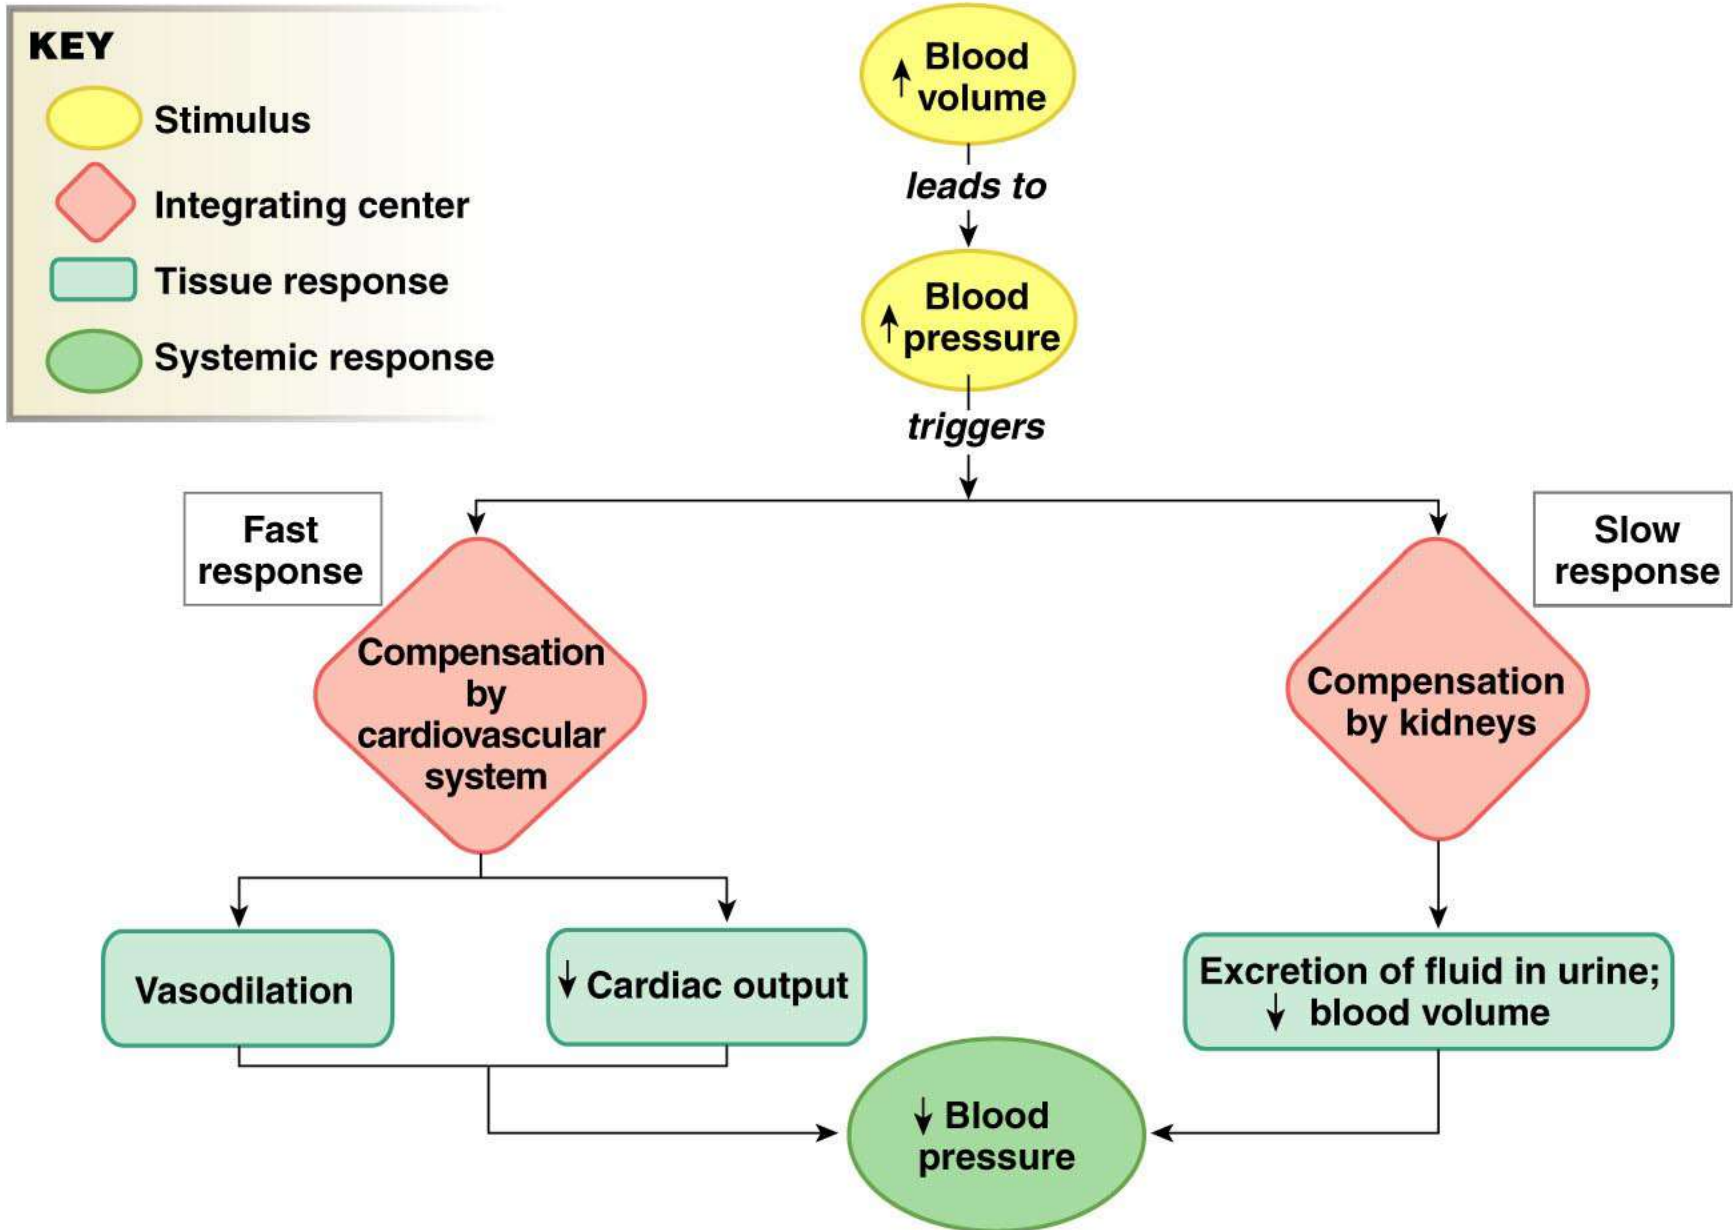 KEY
Stimulus
Integrating center
Tissue response
Systemic response
↑ Blood
volume
leads to
↑ Blood
pressure
triggers
Fast
response
Slow
response
Compensation
by
cardiovascular
system
Compensation
by kidneys
Vasodilation
↓ Cardiac output
Excretion of fluid in urine;
↓ blood volume
↓ Blood
pressure